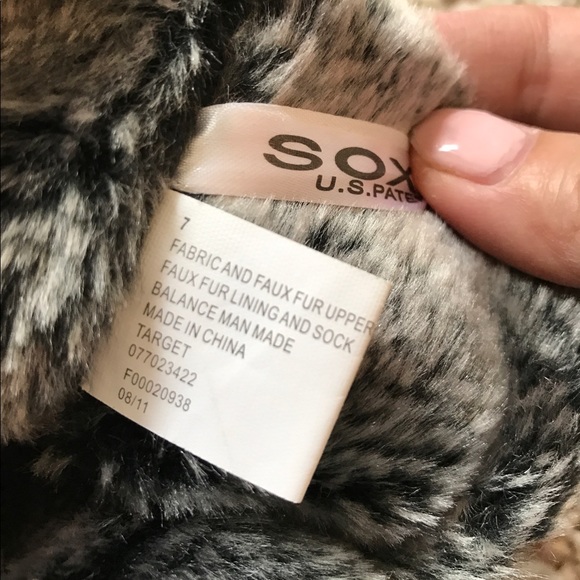 SOX
U.S.PATE
7
FABRIC AND FAUX FUR UPPER
FAUX FUR LINING AND SOCK
BALANCE MAN MADE
MADE IN CHINA
TARGET
077023422
F00020938
08/11